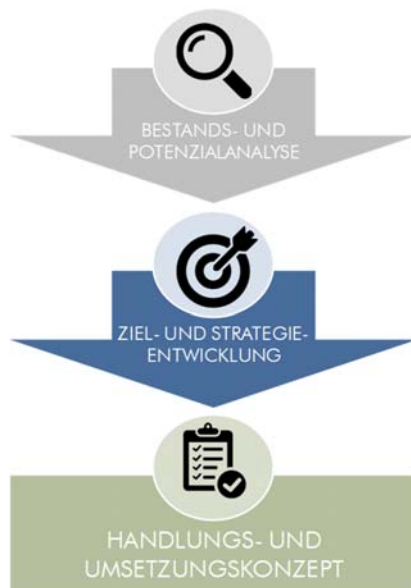 BESTANDS- UND
POTENZIALANALYSE
ZIEL- UND STRATEGIE-
ENTWICKLUNG
HANDLUNGS- UND
UMSETZUNGSKONZEPT